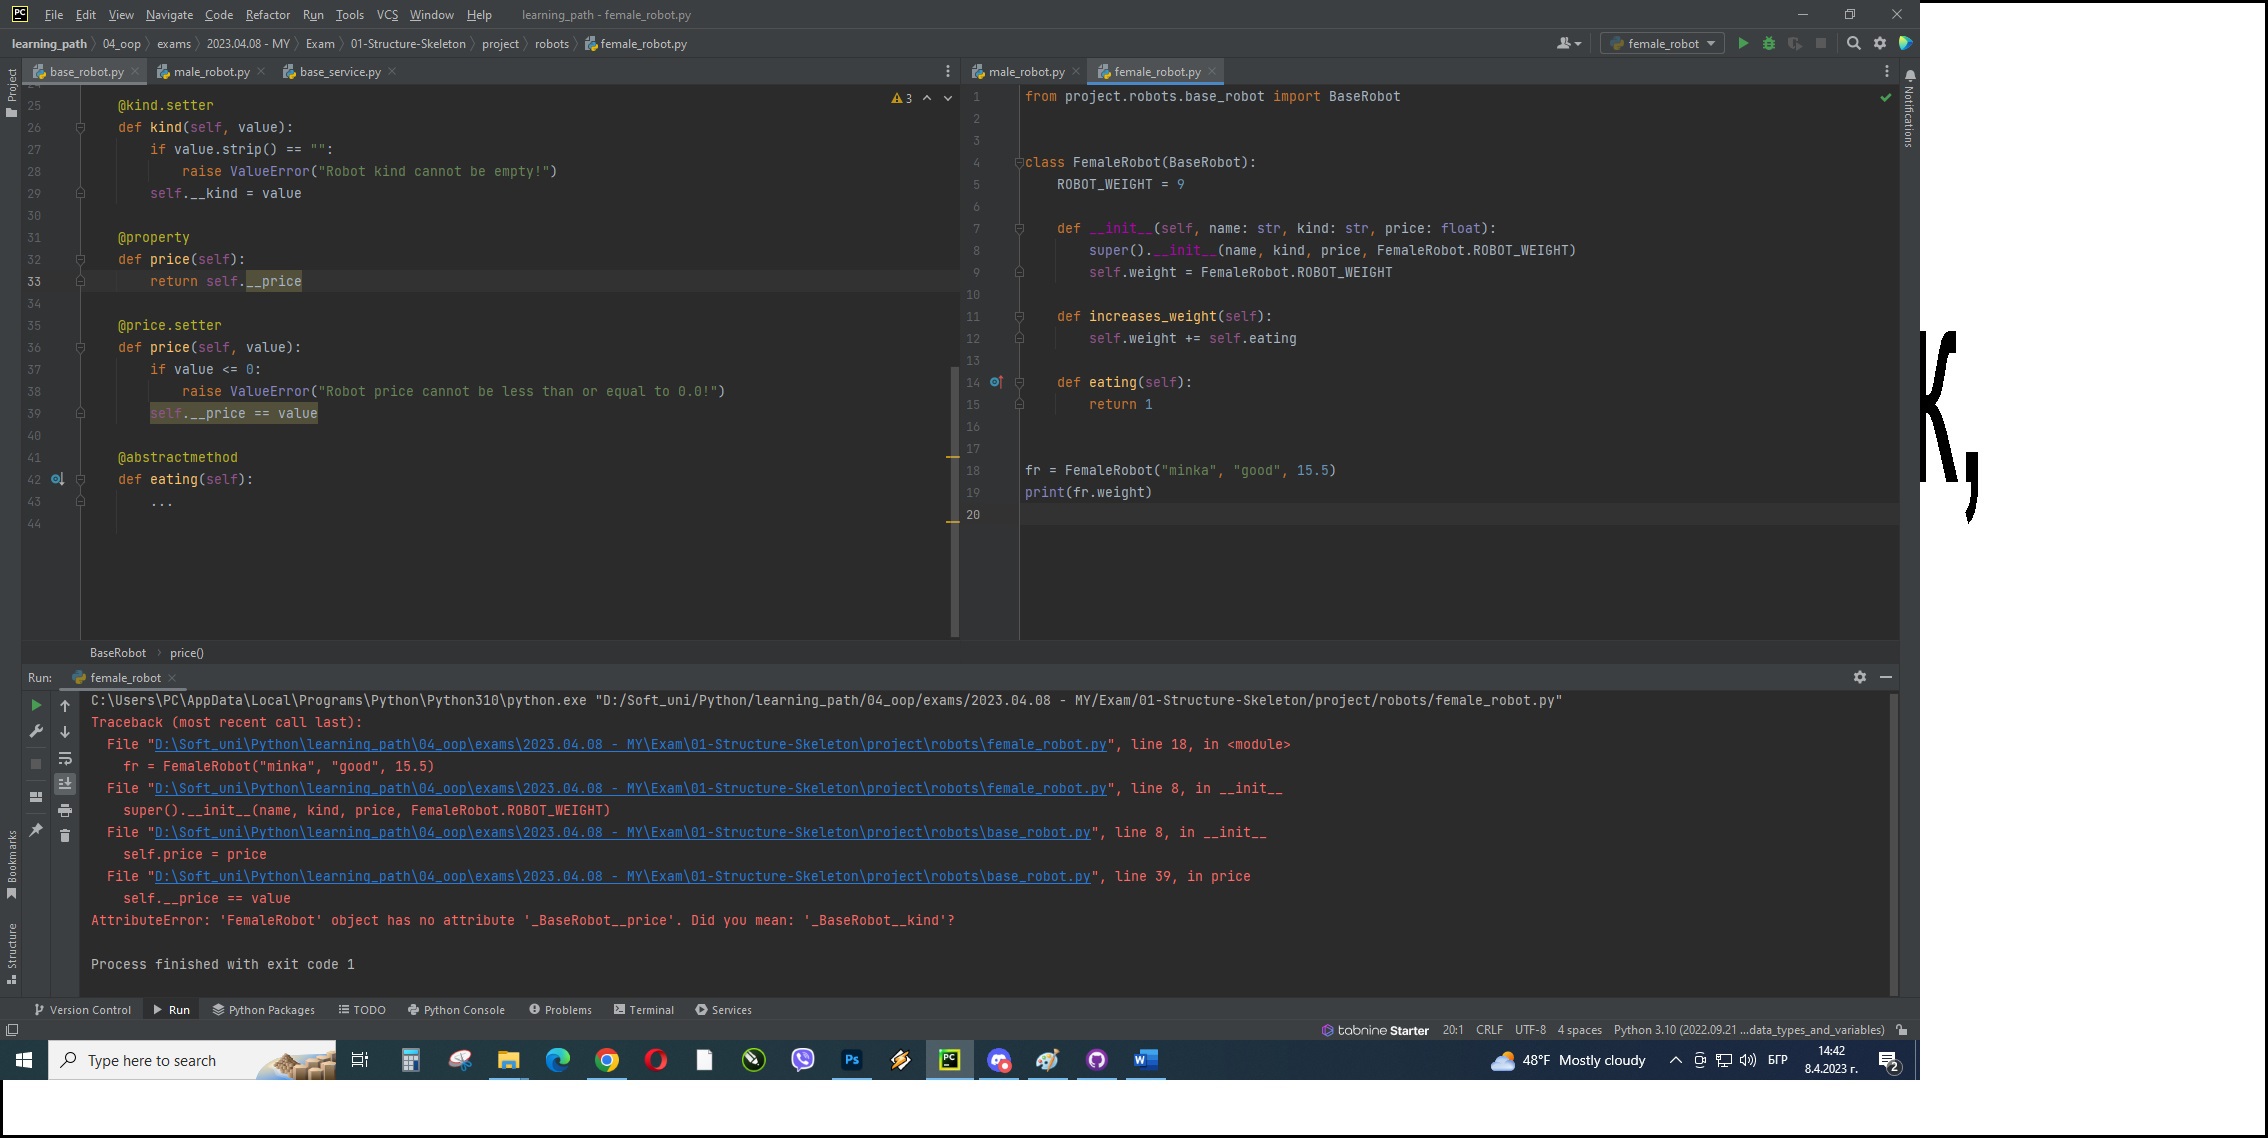 PC File Edit View Navigate Code Refactor Run Tools VCS Window Help learning_path - female_robot.py
learning_path 04_oop exams 2023.04.08 - MY Exam 01-Structure-Skeleton project robots female_robot.py female_robot
Project
base_robot.py male_robot.py base_service.py
3
25 @kind.setter
26 def kind(self, value):
27 if value.strip() == "":
28 raise ValueError("Robot kind cannot be empty!")
29 self.__kind = value
30
31 @property
32 def price(self):
33 return self.__price
34
35 @price.setter
36 def price(self, value):
37 if value <= 0:
38 raise ValueError("Robot price cannot be less than or equal to 0.0!")
39 self.__price == value
40
41 @abstractmethod
42 def eating(self):
43 ...
44
BaseRobot price()
male_robot.py female_robot.py
Notifications
1 from project.robots.base_robot import BaseRobot
2
3
4 class FemaleRobot(BaseRobot):
5 ROBOT_WEIGHT = 9
6
7 def __init__(self, name: str, kind: str, price: float):
8 super().__init__(name, kind, price, FemaleRobot.ROBOT_WEIGHT)
9 self.weight = FemaleRobot.ROBOT_WEIGHT
10
11 def increases_weight(self):
12 self.weight += self.eating
13
14 def eating(self):
15 return 1
16
17
18 fr = FemaleRobot("minka", "good", 15.5)
19 print(fr.weight)
20
к,
Run: female_robot
C:\Users\PC\AppData\Local\Programs\Python\Python310\python.exe "D:/Soft_uni/Python/learning_path/04_oop/exams/2023.04.08 - MY/Exam/01-Structure-Skeleton/project/robots/female_robot.py"
Traceback (most recent call last):
File "D:\Soft_uni\Python\learning_path\04_oop\exams\2023.04.08 - MY\Exam\01-Structure-Skeleton\project\robots\female_robot.py", line 18, in <module>
fr = FemaleRobot("minka", "good", 15.5)
File "D:\Soft_uni\Python\learning_path\04_oop\exams\2023.04.08 - MY\Exam\01-Structure-Skeleton\project\robots\female_robot.py", line 8, in __init__
super().__init__(name, kind, price, FemaleRobot.ROBOT_WEIGHT)
File "D:\Soft_uni\Python\learning_path\04_oop\exams\2023.04.08 - MY\Exam\01-Structure-Skeleton\project\robots\base_robot.py", line 8, in __init__
self.price = price
File "D:\Soft_uni\Python\learning_path\04_oop\exams\2023.04.08 - MY\Exam\01-Structure-Skeleton\project\robots\base_robot.py", line 39, in price
self.__price == value
AttributeError: 'FemaleRobot' object has no attribute '_BaseRobot__price'. Did you mean: '_BaseRobot__kind'?
Process finished with exit code 1
Bookmarks
Structure
Version Control Run Python Packages TODO Python Console Problems Terminal Services
tabnine Starter 20:1 CRLF UTF-8 4 spaces Python 3.10 (2022.09.21 ...data_types_and_variables)
Type here to search Ps PC W 48°F Mostly cloudy БГР 14:42
8.4.2023 г. 2